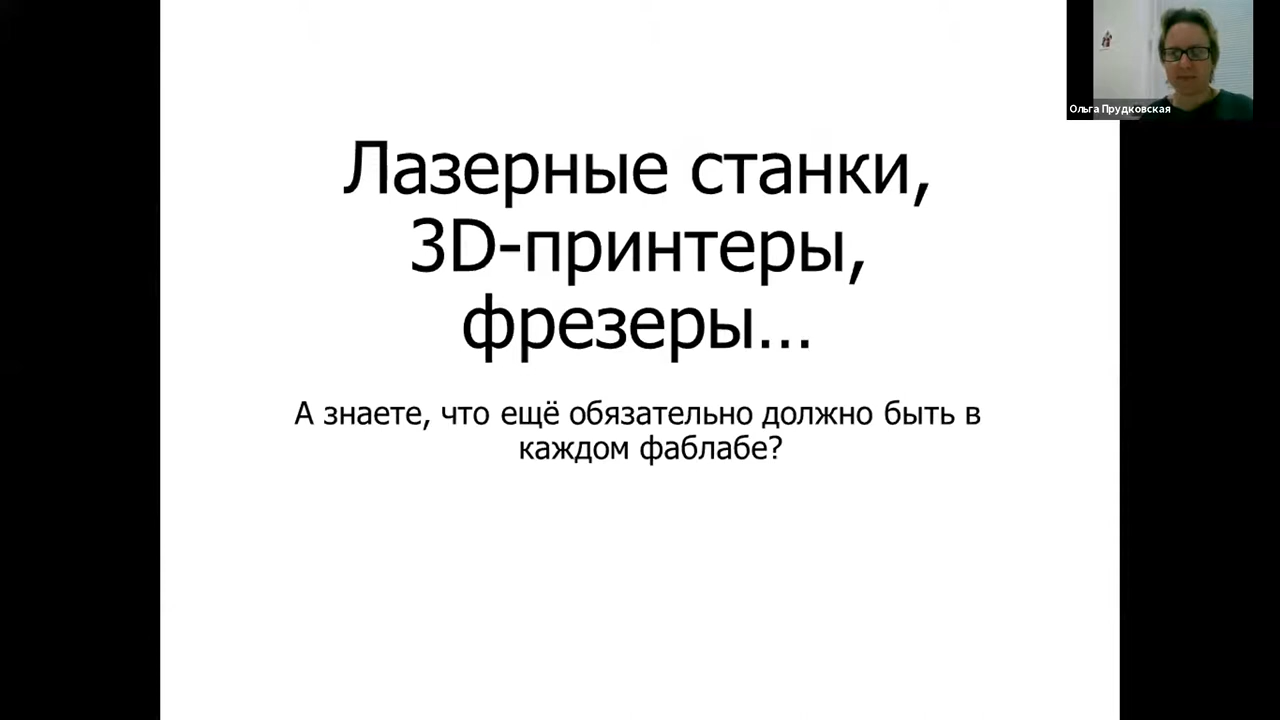 Ольга Прудковская
Лазерные станки,
3D-принтеры,
фрезеры...
А знаете, что ещё обязательно должно быть в
каждом фаблабе?